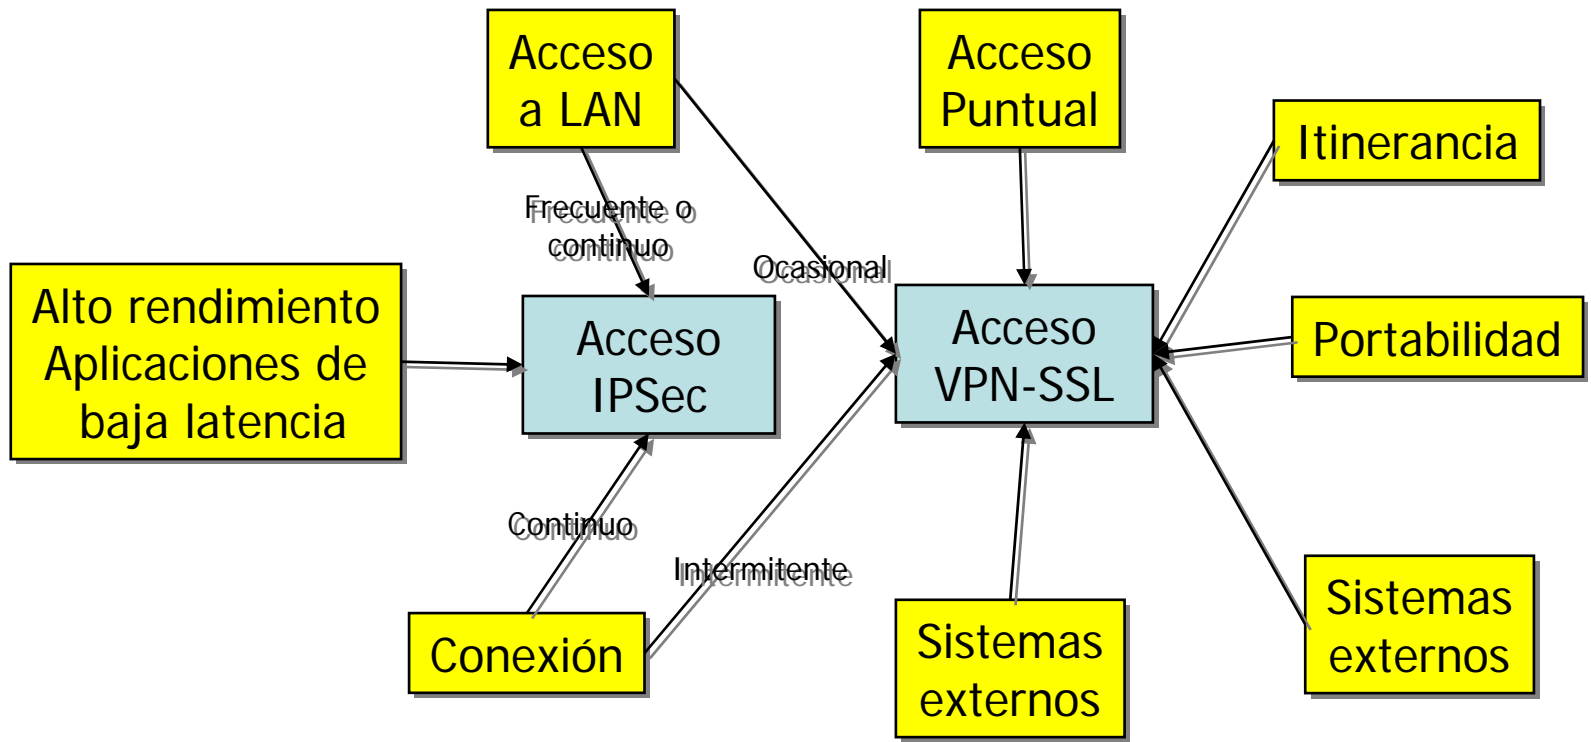 Acceso
a LAN
Acceso
Puntual
Itinerancia
Frecuente o
continuo
Ocasional
Alto rendimiento
Aplicaciones de
baja latencia
Acceso
IPSec
Acceso
VPN-SSL
Portabilidad
Continuo
Intermitente
Conexión
Sistemas
externos
Sistemas
externos